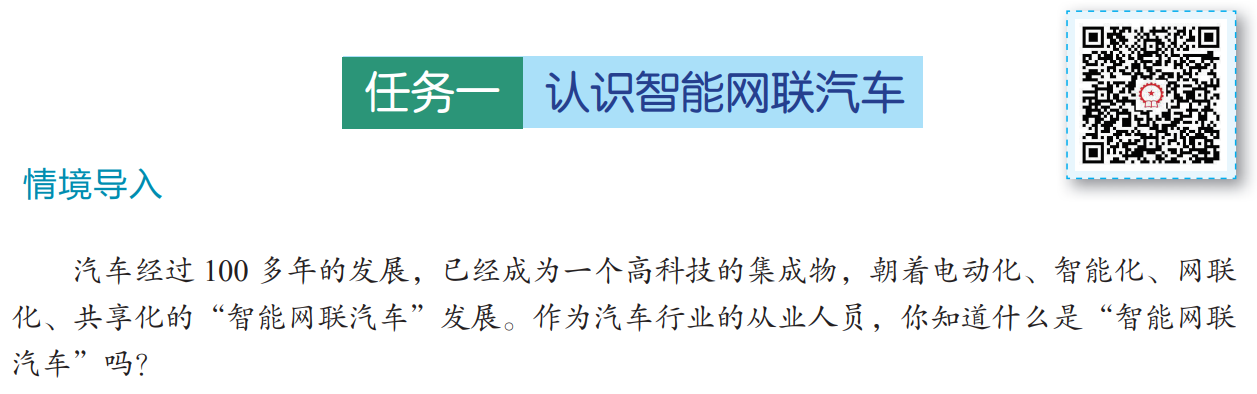 任务一 认识智能网联汽车
情境导入
汽车经过 100 多年的发展，已经成为一个高科技的集成物，朝着电动化、智能化、网联
化、共享化的“智能网联汽车”发展。作为汽车行业的从业人员，你知道什么是“智能网联
汽车”吗？